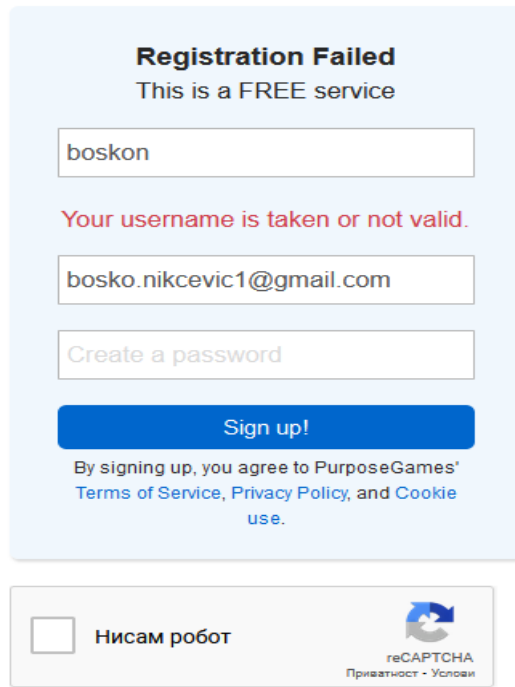 Registration Failed
This is a FREE service
boskon
Your username is taken or not valid.
bosko.nikcevic1@gmail.com
Create a password
Sign up!
By signing up, you agree to PurposeGames'
Terms of Service, Privacy Policy, and Cookie
use.
Нисам робот
reCAPTCHA
Приватност - Услови